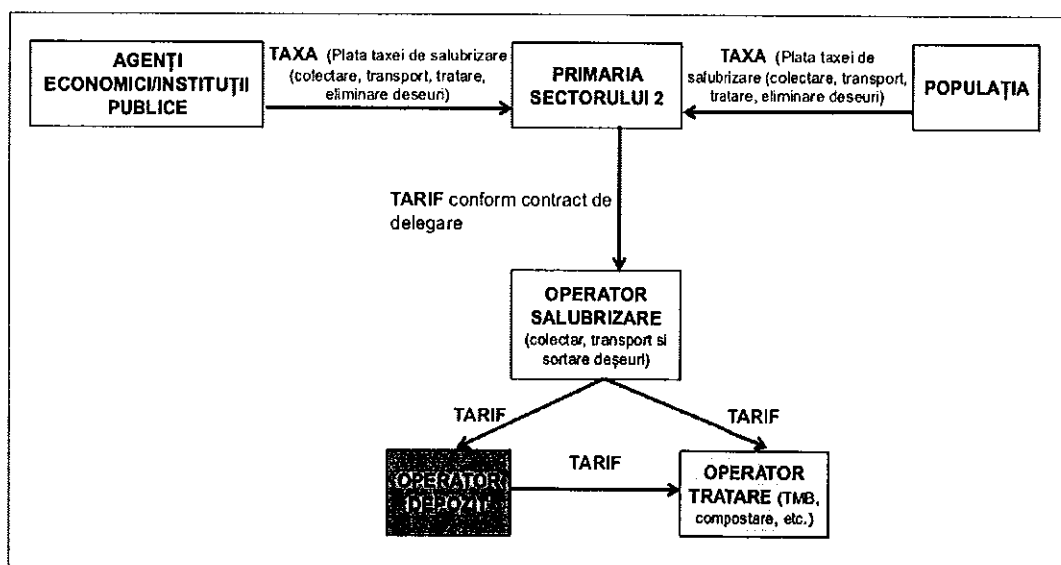 AGENȚI
ECONOMICI/INSTITUȚII
PUBLICE
TAXA (Plata taxei de salubrizare
(colectare, transport, tratare,
eliminare deseuri)
PRIMARIA
SECTORULUI 2
TAXA (Plata taxei de
salubrizare (colectare, transport,
tratare, eliminare deseuri)
POPULAȚIA
TARIF conform contract de
delegare
OPERATOR
SALUBRIZARE
(colectar, transport si
sortare deșeuri)
TARIF
TARIF
OPERATOR
DEPOZIT
TARIF
OPERATOR
TRATARE (TMB,
compostare, etc.)